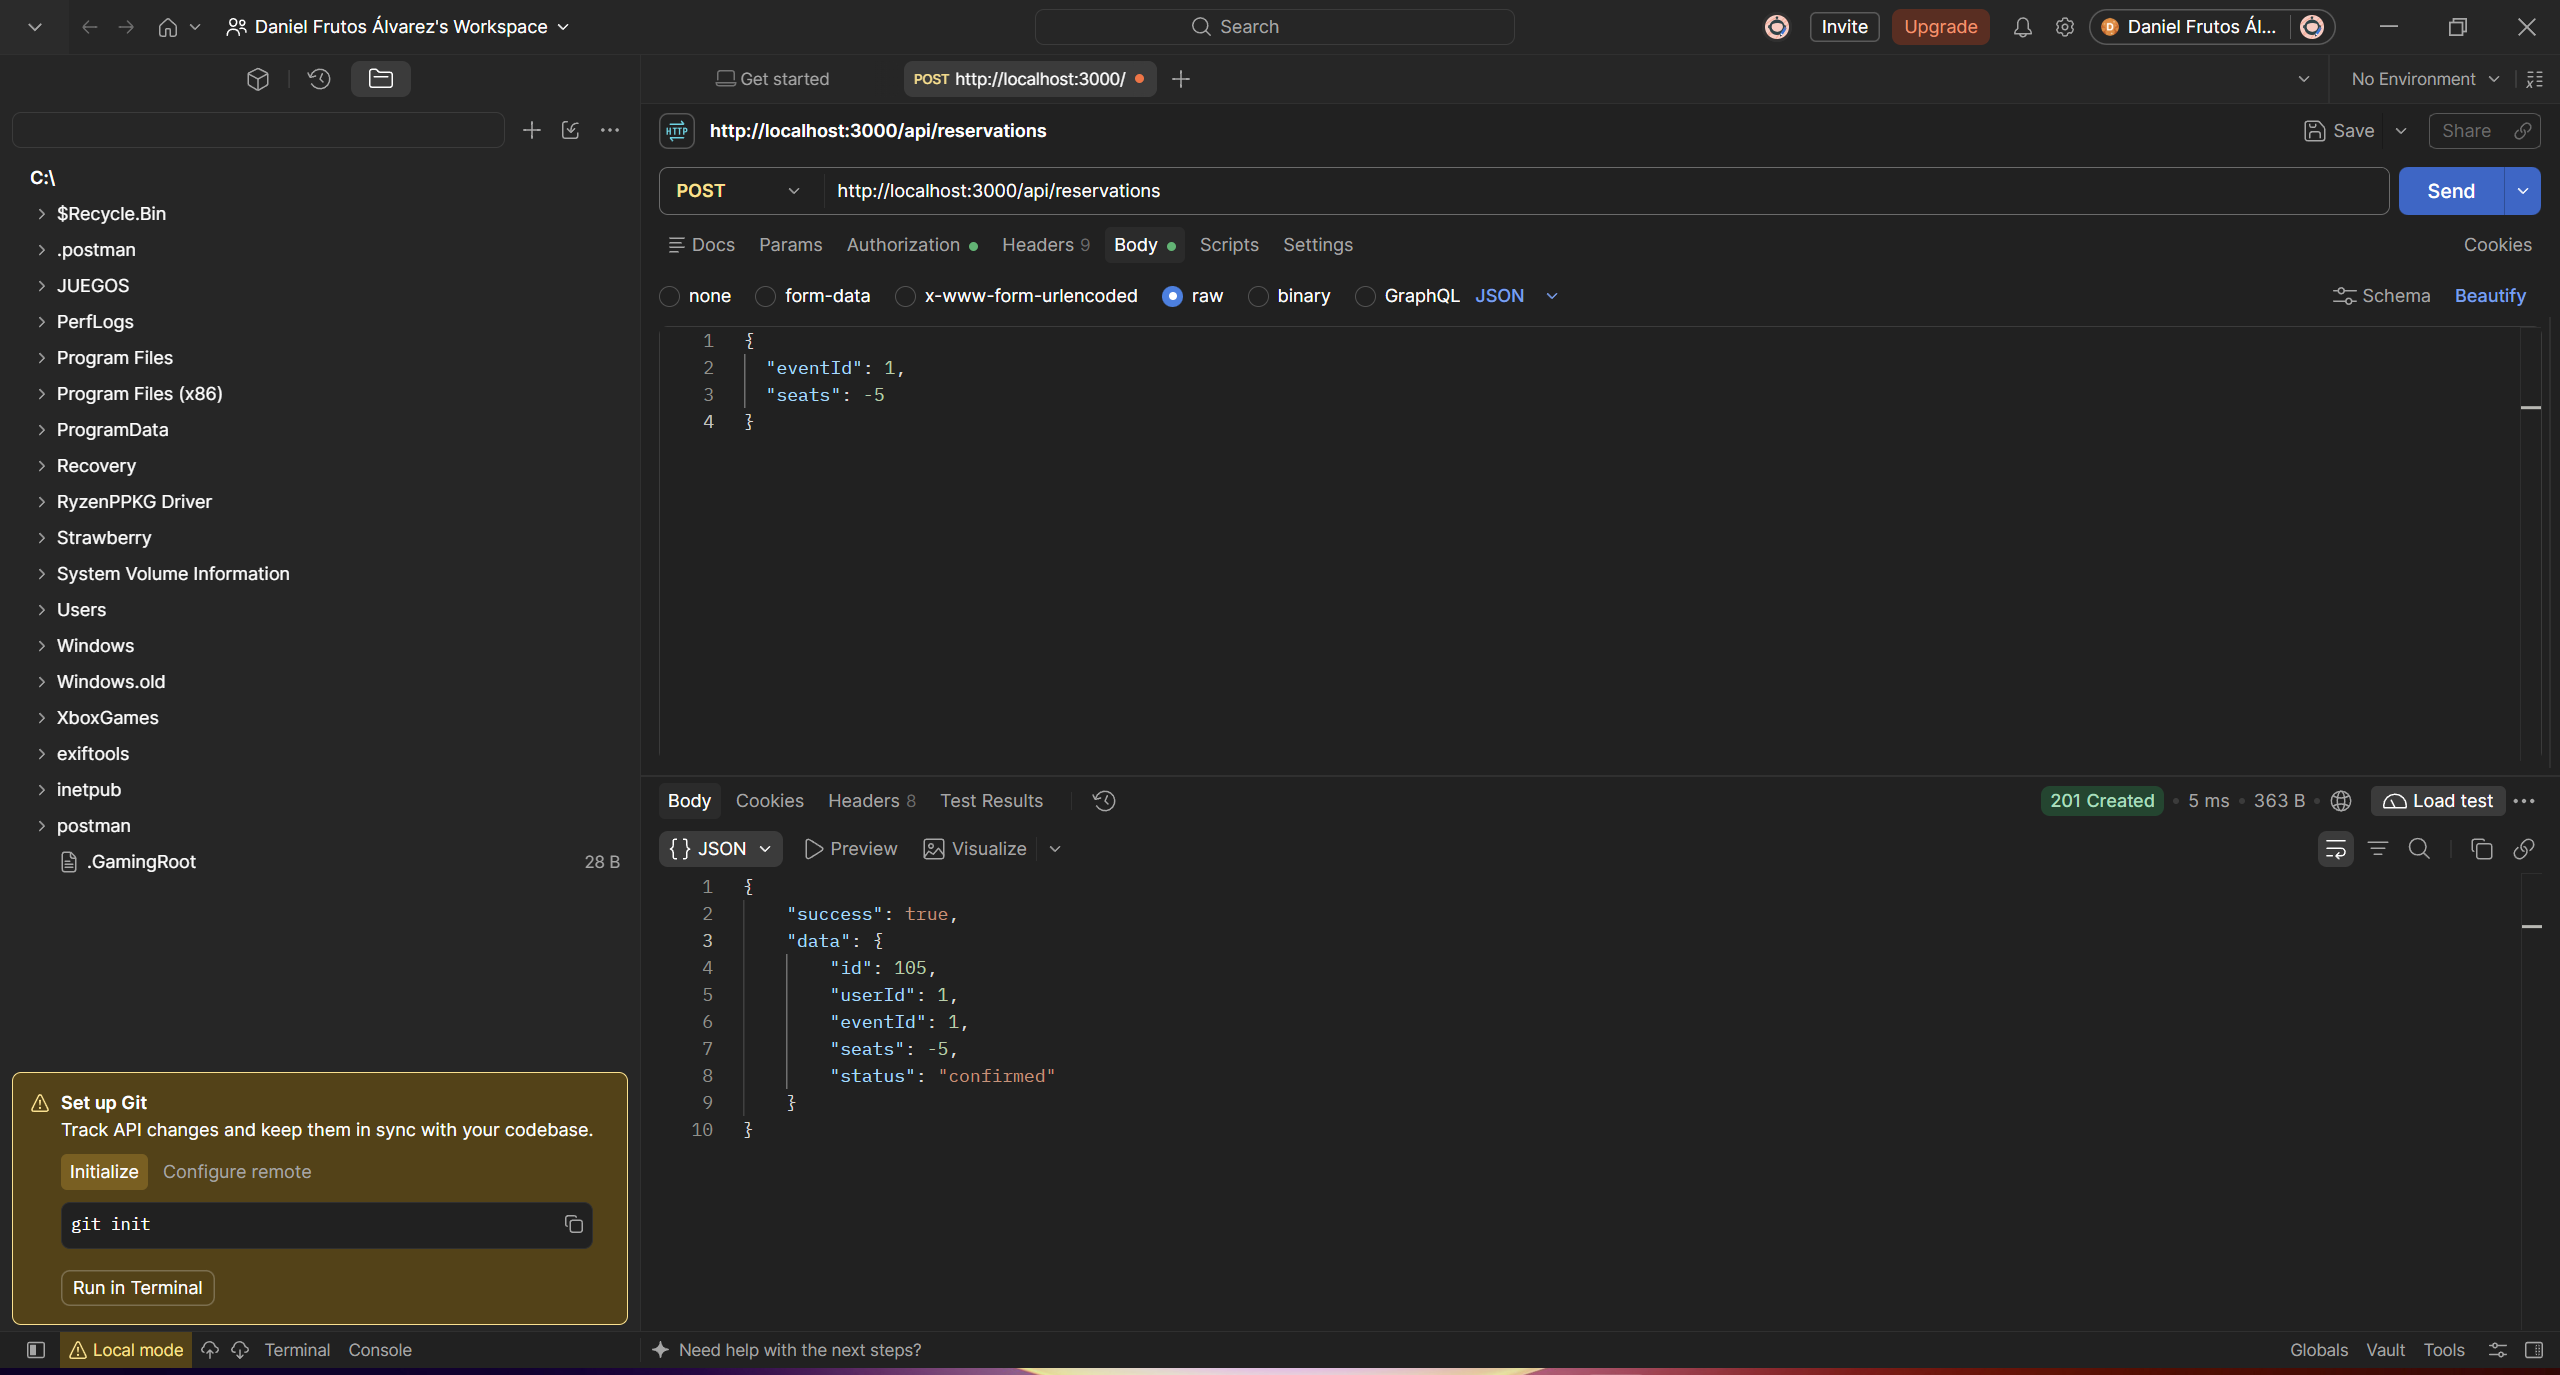 Daniel Frutos Álvarez's Workspace
Search
Invite
Upgrade
D
Daniel Frutos Ál...
Get started
POST http://localhost:3000/
No Environment
HTTP
http://localhost:3000/api/reservations
Save
Share
POST
http://localhost:3000/api/reservations
Send
Docs
Params
Authorization
Headers 9
Body
Scripts
Settings
Cookies
none
form-data
x-www-form-urlencoded
raw
binary
GraphQL
JSON
Schema
Beautify
1 {
2 "eventId": 1,
3 "seats": -5
4 }
C:\
$Recycle.Bin
.postman
JUEGOS
PerfLogs
Program Files
Program Files (x86)
ProgramData
Recovery
RyzenPPKG Driver
Strawberry
System Volume Information
Users
Windows
Windows.old
XboxGames
exiftools
inetpub
postman
.GamingRoot 28 B
Set up Git
Track API changes and keep them in sync with your codebase.
Initialize
Configure remote
git init
Run in Terminal
Body
Cookies
Headers 8
Test Results
201 Created
5 ms
363 B
Load test
{} JSON
Preview
Visualize
1 {
2 "success": true,
3 "data": {
4 "id": 105,
5 "userId": 1,
6 "eventId": 1,
7 "seats": -5,
8 "status": "confirmed"
9 }
10 }
Local mode
Terminal
Console
Need help with the next steps?
Globals
Vault
Tools